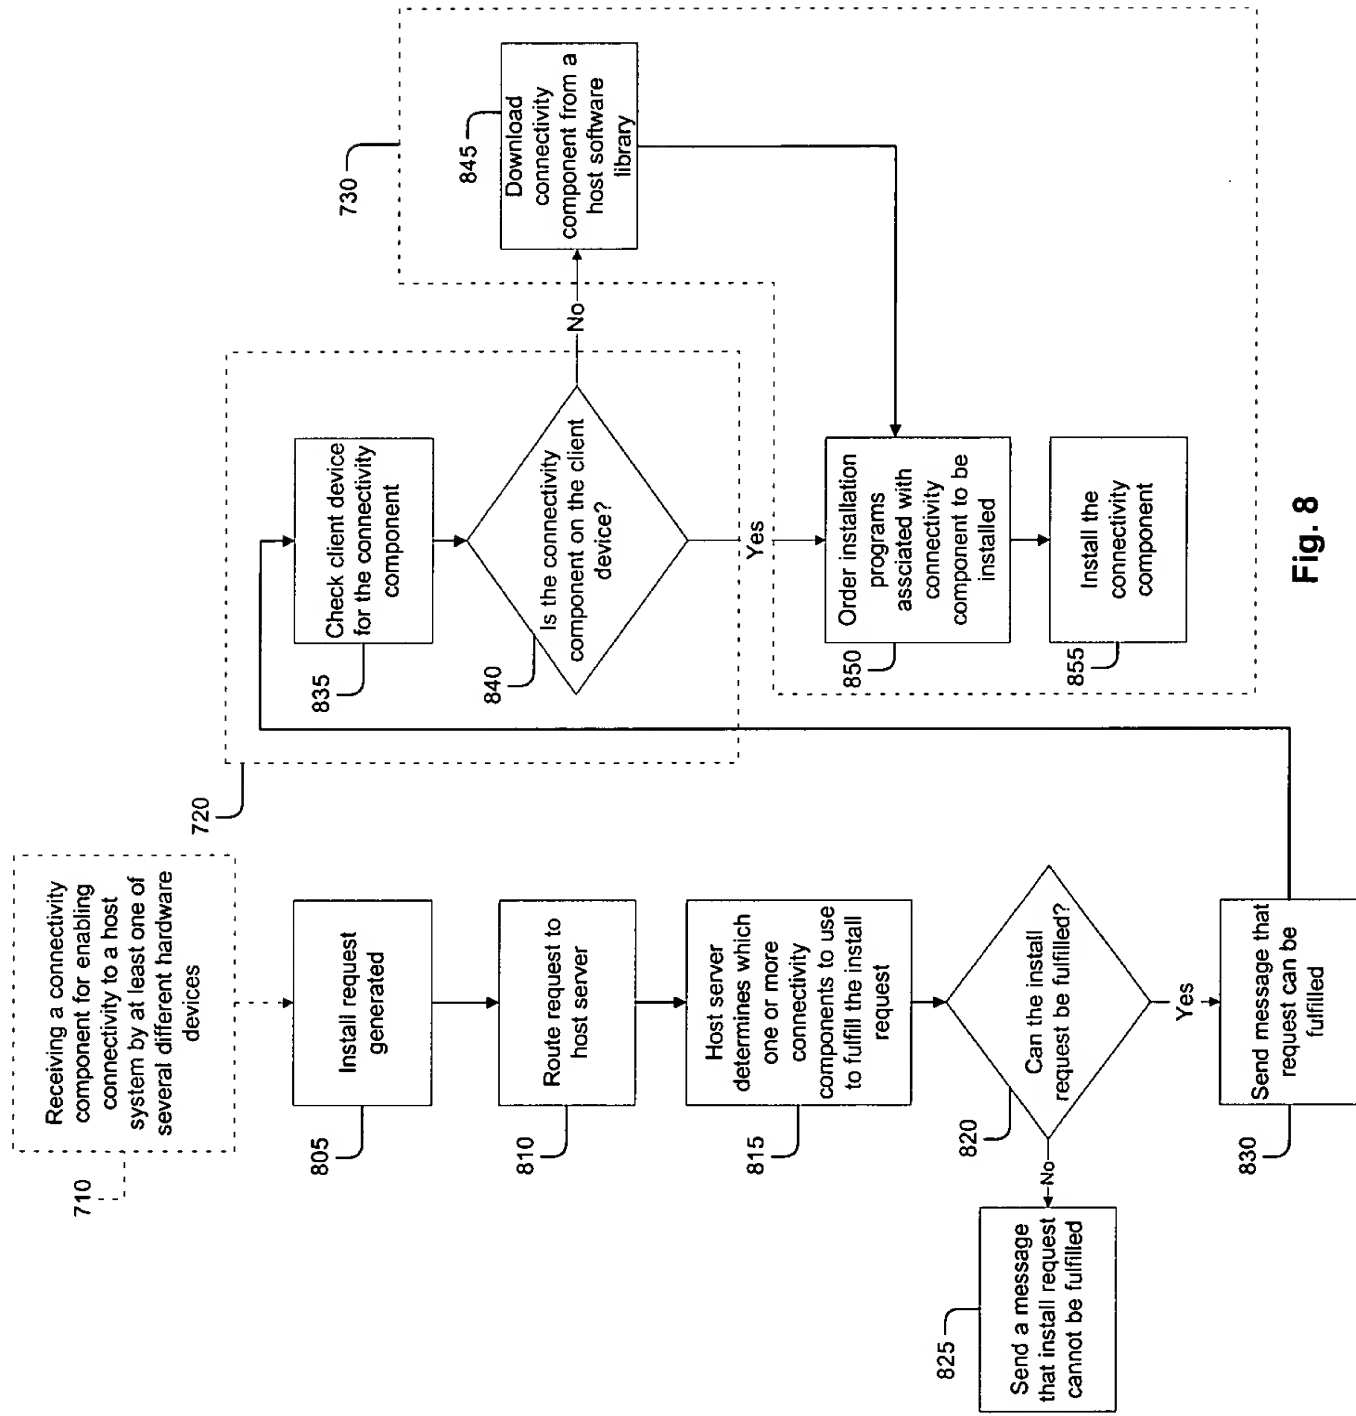 710
Receiving a connectivity
component for enabling
connectivity to a host
system by at least one of
several different hardware
devices
805
Install request
generated
810
Route request to
host server
815
Host server
determines which
one or more
connectivity
components to use
to fulfill the install
request
820
Can the install
request be fulfilled?
No
825
Send a message
that install request
cannot be fulfilled
Yes
830
Send message that
request can be
fulfilled
720
835
Check client device
for the connectivity
component
840
Is the connectivity
component on the client
device?
No
Yes
730
845
Download
connectivity
component from a
host software
library
850
Order installation
programs
assciated with
connectivity
component to be
installed
855
Install the
connectivity
component
Fig. 8